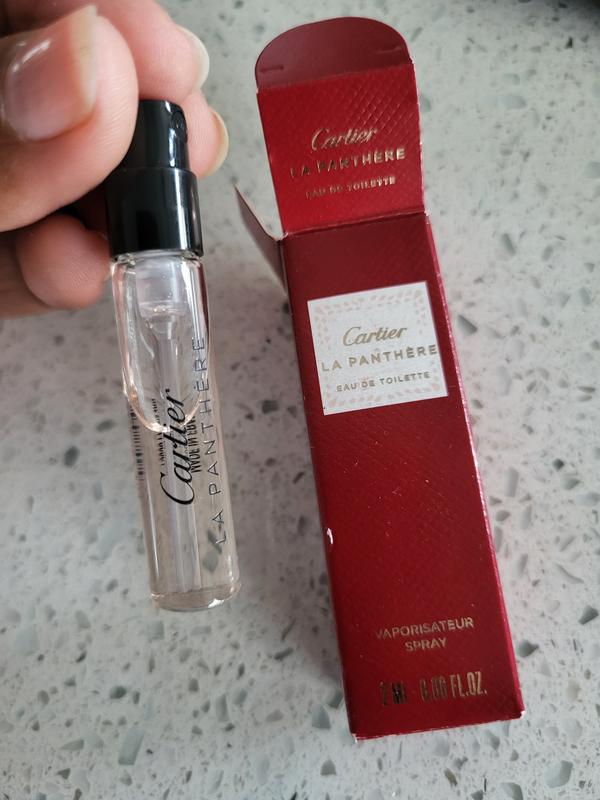 Cartier
LA PANTHÈRE
EAU DE TOILETTE
Cartier
LA PANTHÈRE
EAU DE TOILETTE
VAPORISATEUR
SPRAY
2 ML - 0.06 FL.OZ.
Cartier
LA PANTHÈRE